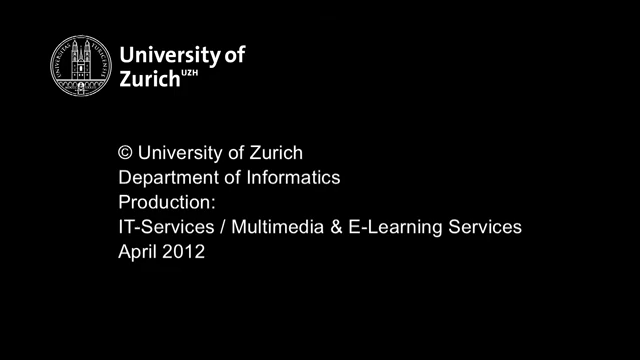 University of
Zurich UZH
© University of Zurich
Department of Informatics
Production:
IT-Services / Multimedia & E-Learning Services
April 2012